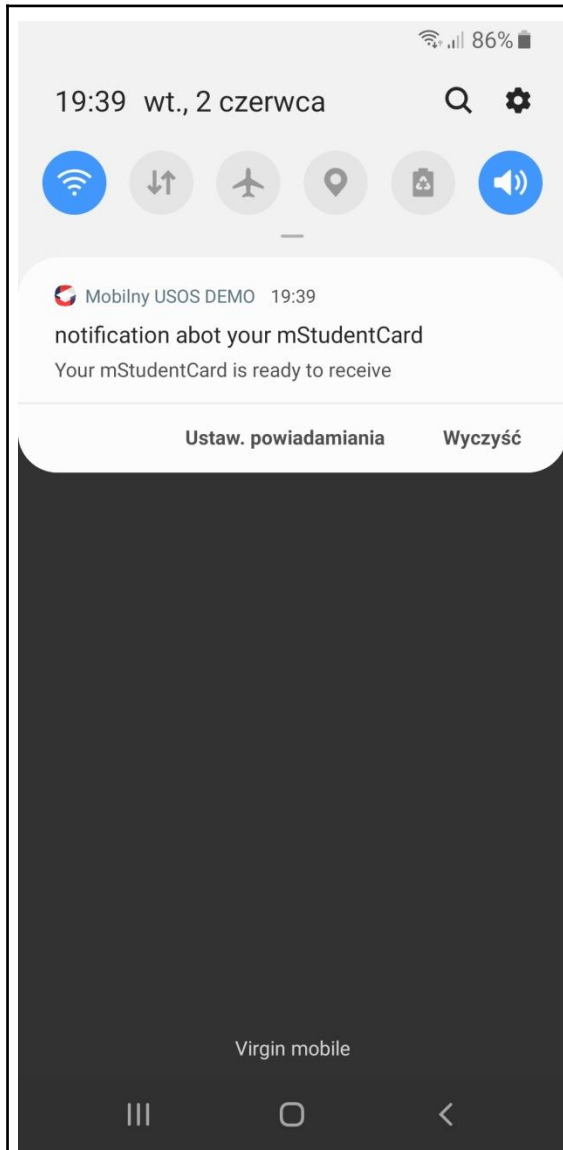 86%
19:39 wt., 2 czerwca
Mobilny USOS DEMO 19:39
notification abot your mStudentCard
Your mStudentCard is ready to receive
Ustaw. powiadamiania Wyczyść
Virgin mobile